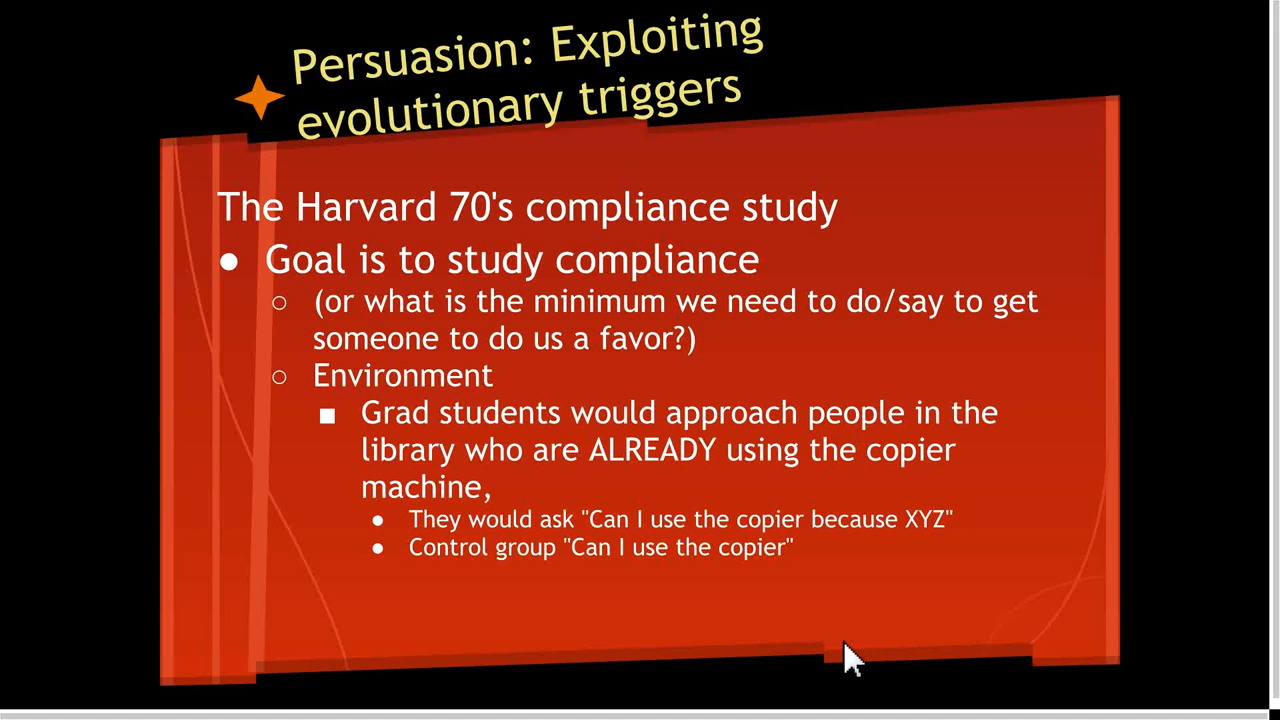 Persuasion: Exploiting
evolutionary triggers
The Harvard 70's compliance study
● Goal is to study compliance
○ (or what is the minimum we need to do/say to get
someone to do us a favor?)
○ Environment
■ Grad students would approach people in the
library who are ALREADY using the copier
machine,
● They would ask "Can I use the copier because XYZ"
● Control group "Can I use the copier"